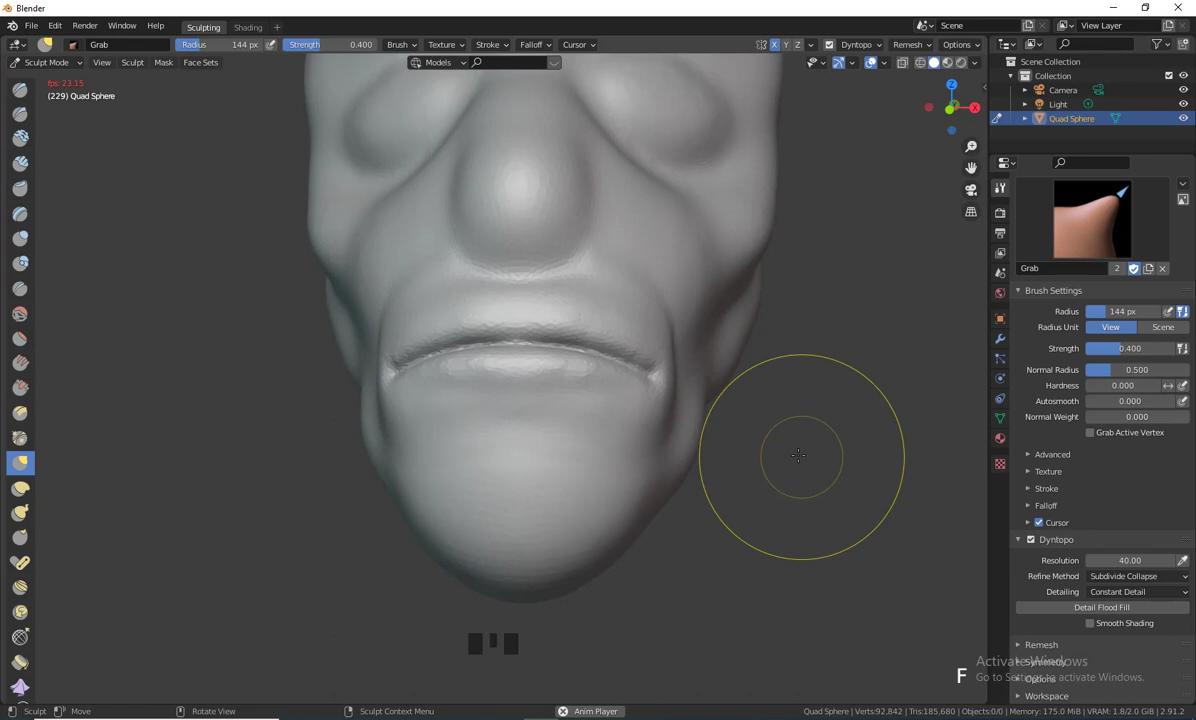 Blender
File Edit Render Window Help Sculpting Shading + Scene View Layer
Grab Radius 144 px Strength 0.400 Brush Texture Stroke Falloff Cursor X Y Z Dyntopo Remesh Options
Sculpt Mode View Sculpt Mask Face Sets Models
fps: 23.15
(229) Quad Sphere
Z
X
Scene Collection
Collection
Camera
Light
Quad Sphere
Grab 2
Brush Settings
Radius 144 px
Radius Unit View Scene
Strength 0.400
Normal Radius 0.500
Hardness 0.000
Autosmooth 0.000
Normal Weight 0.000
Grab Active Vertex
Advanced
Texture
Stroke
Falloff
Cursor
Dyntopo
Resolution 40.00
Refine Method Subdivide Collapse
Detailing Constant Detail
Detail Flood Fill
Smooth Shading
Remesh
Symmetry
Options
Workspace
Activate Windows
Go to Settings to activate Windows.
F
Sculpt Move Rotate View Sculpt Context Menu Anim Player Quad Sphere | Verts:92,842 | Tris:185,680 | Objects:0/0 | Memory: 175.0 MiB | VRAM: 1.8/2.0 GiB | 2.91.2